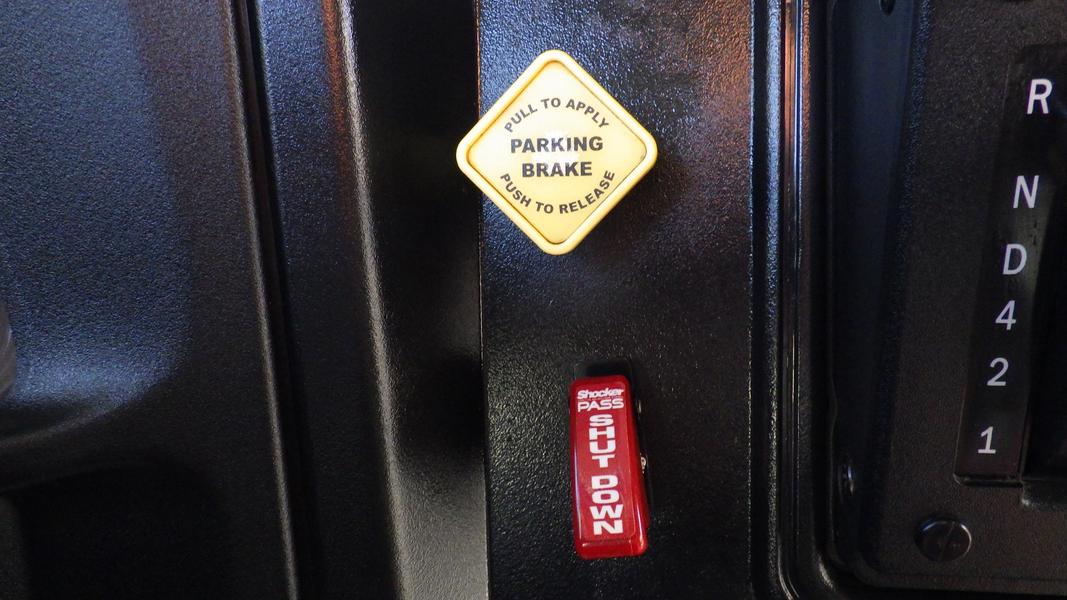 PULL TO APPLY
PARKING
BRAKE
PUSH TO RELEASE
Shocker
PASS
SHUT DOWN
R
N
D
4
2
1